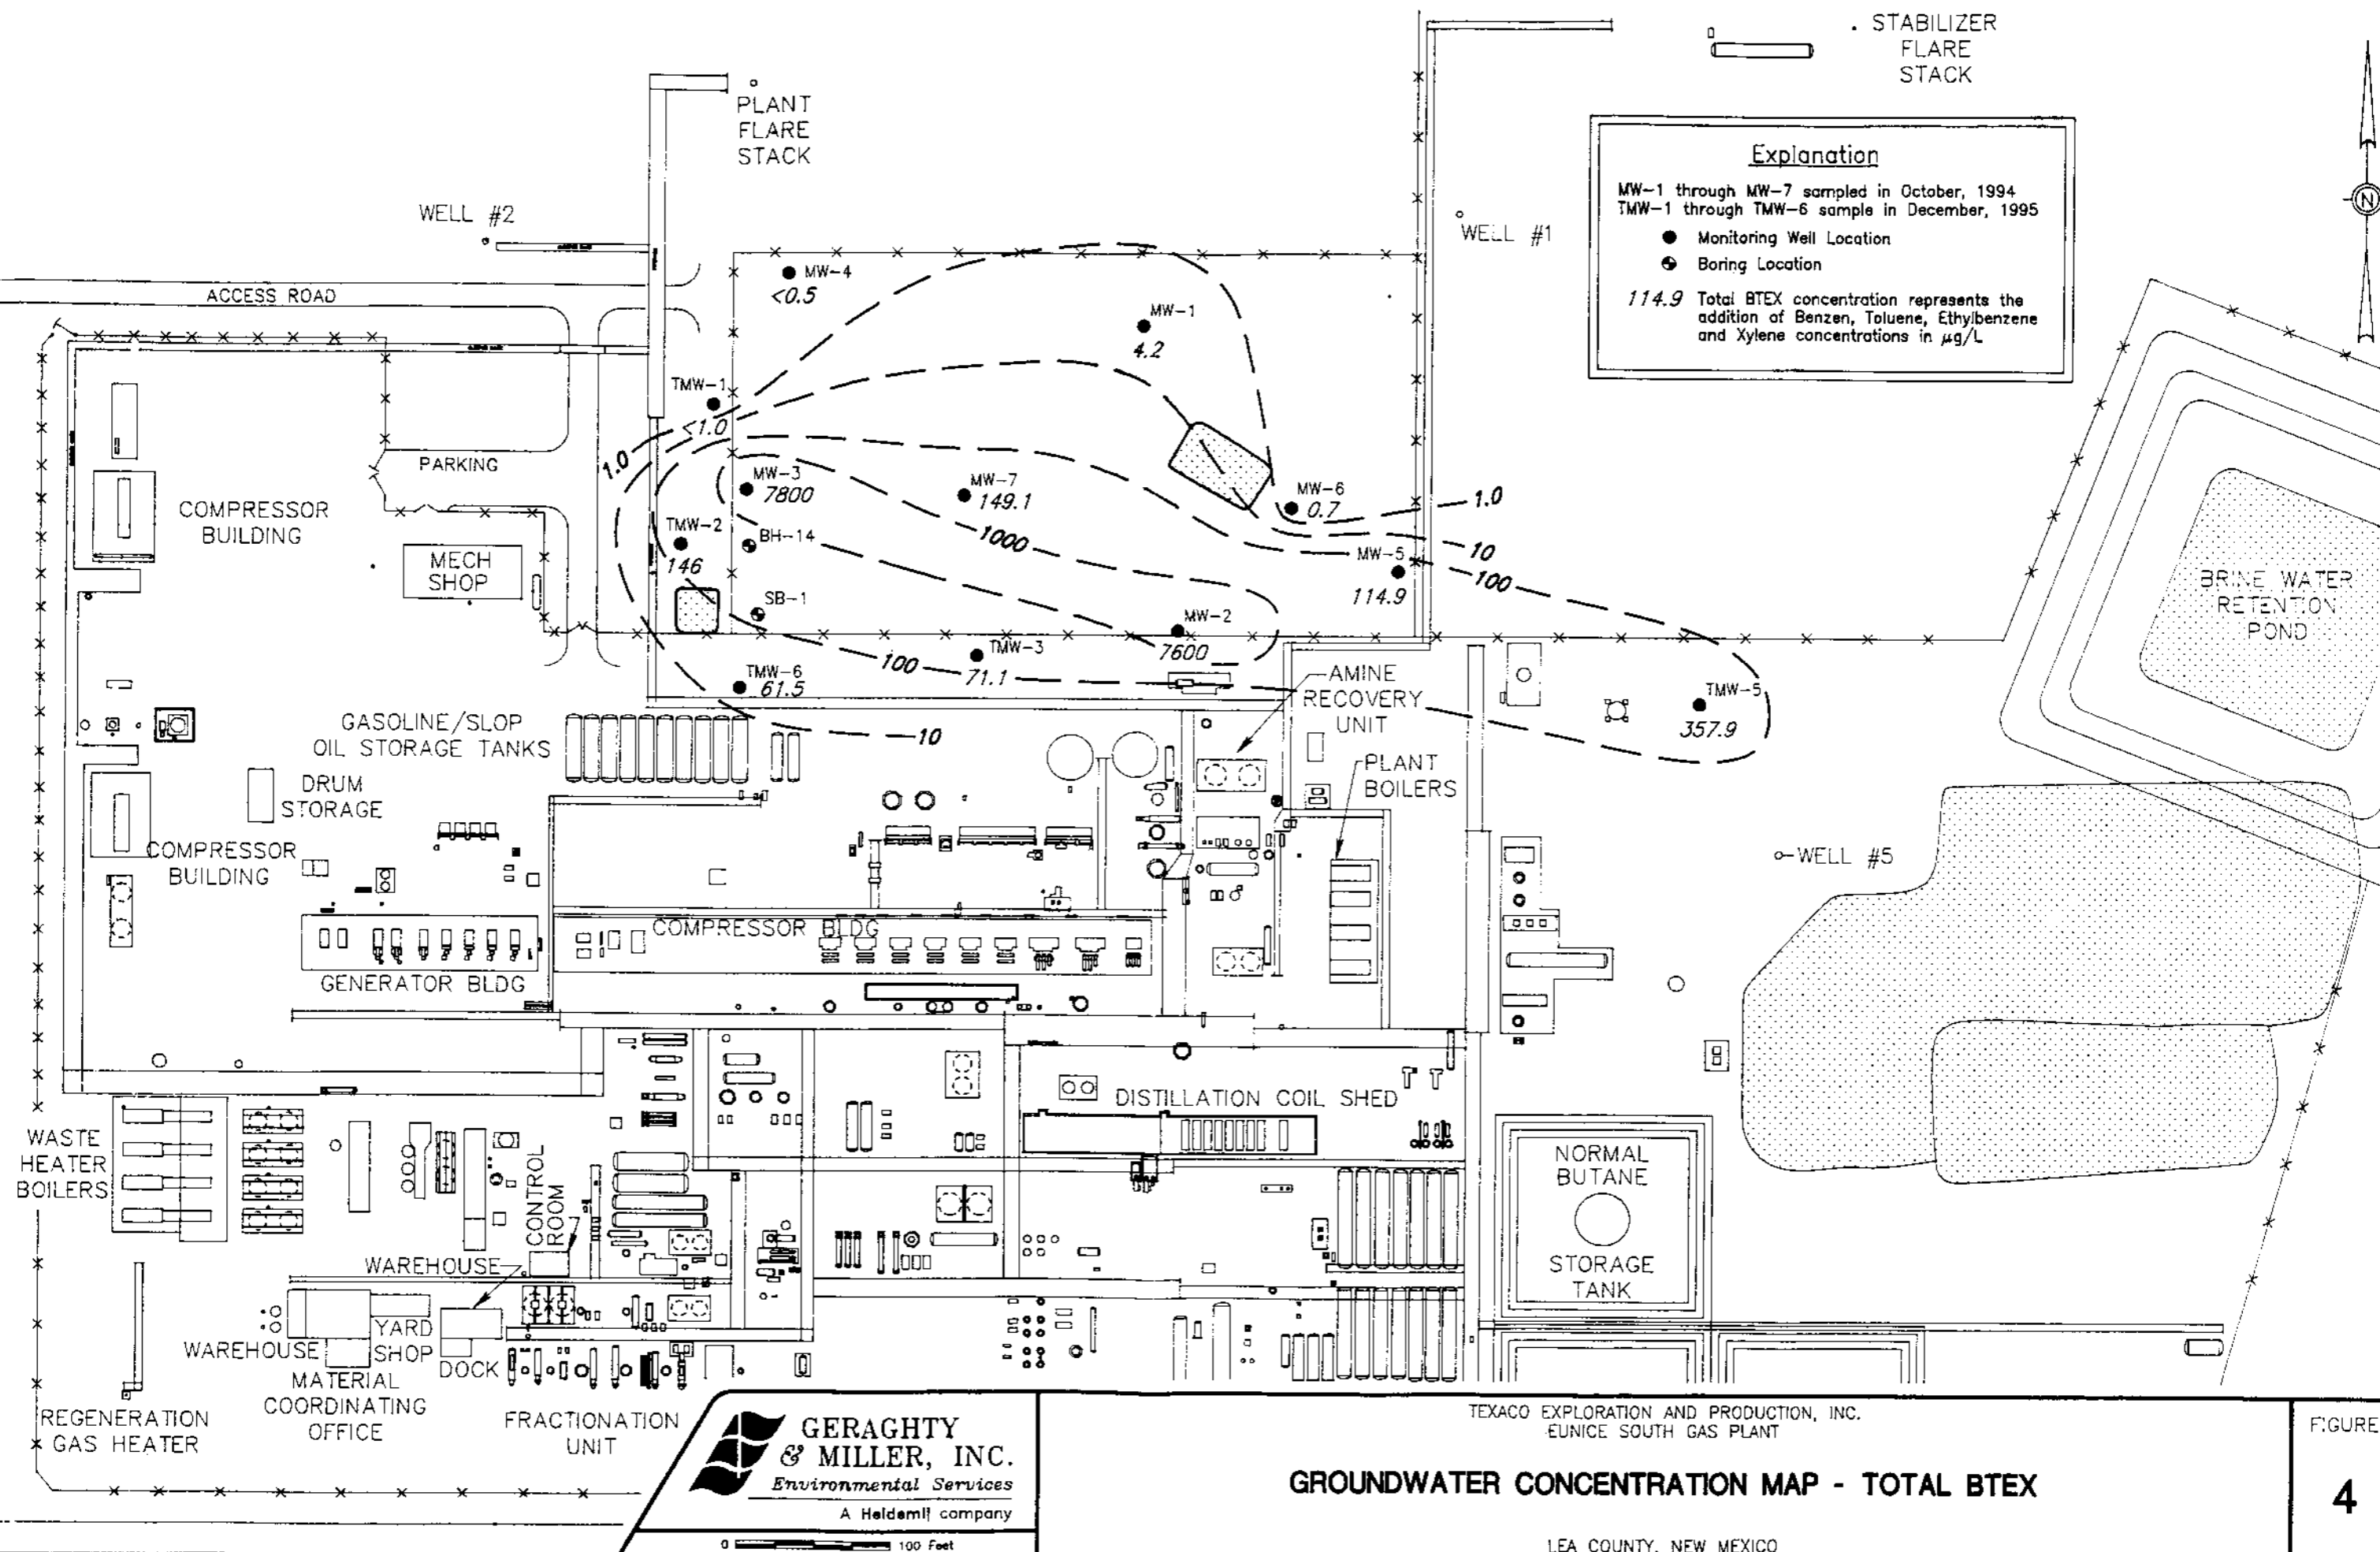 STABILIZER
FLARE
STACK
PLANT
FLARE
STACK
Explanation
MW-1 through MW-7 sampled in October, 1994
TMW-1 through TMW-6 sample in December, 1995
Monitoring Well Location
Boring Location
114.9 Total BTEX concentration represents the
addition of Benzen, Toluene, Ethylbenzene
and Xylene concentrations in µg/L
N
WELL #2
WELL #1
ACCESS ROAD
MW-4
<0.5
MW-1
4.2
TMW-1
<1.0
1.0
PARKING
MW-3
7800
MW-7
149.1
MW-6
0.7
1.0
COMPRESSOR
BUILDING
TMW-2
146
BH-14
1000
MW-5
114.9
10
100
MECH
SHOP
SB-1
MW-2
7600
BRINE WATER
RETENTION
POND
100
TMW-3
71.1
TMW-6
61.5
10
AMINE
RECOVERY
UNIT
TMW-5
357.9
GASOLINE/SLOP
OIL STORAGE TANKS
DRUM
STORAGE
PLANT
BOILERS
COMPRESSOR
BUILDING
WELL #5
COMPRESSOR BLDG
GENERATOR BLDG
DISTILLATION COIL SHED
WASTE
HEATER
BOILERS
CONTROL
ROOM
NORMAL
BUTANE
STORAGE
TANK
WAREHOUSE
WAREHOUSE
YARD
SHOP
DOCK
MATERIAL
COORDINATING
OFFICE
REGENERATION
GAS HEATER
FRACTIONATION
UNIT
GERAGHTY
& MILLER, INC.
Environmental Services
A Heidemij company
0 100 Feet
TEXACO EXPLORATION AND PRODUCTION, INC.
EUNICE SOUTH GAS PLANT
GROUNDWATER CONCENTRATION MAP - TOTAL BTEX
LEA COUNTY, NEW MEXICO
FIGURE
4